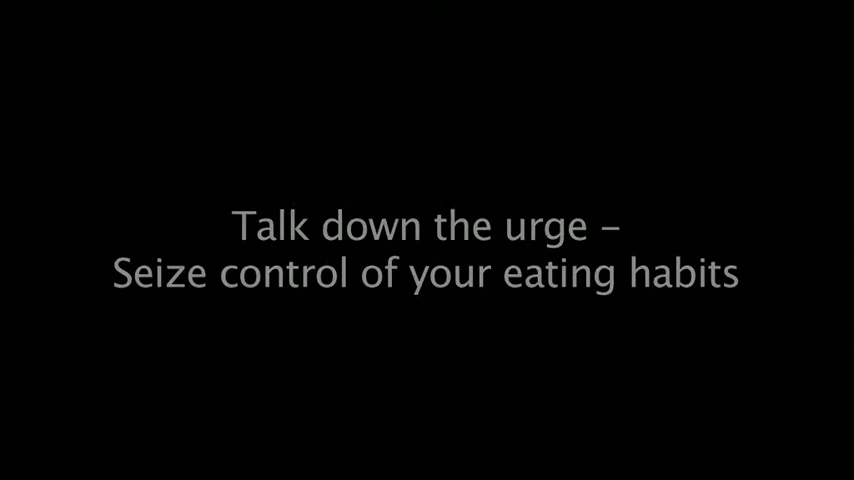 Talk down the urge –
Seize control of your eating habits